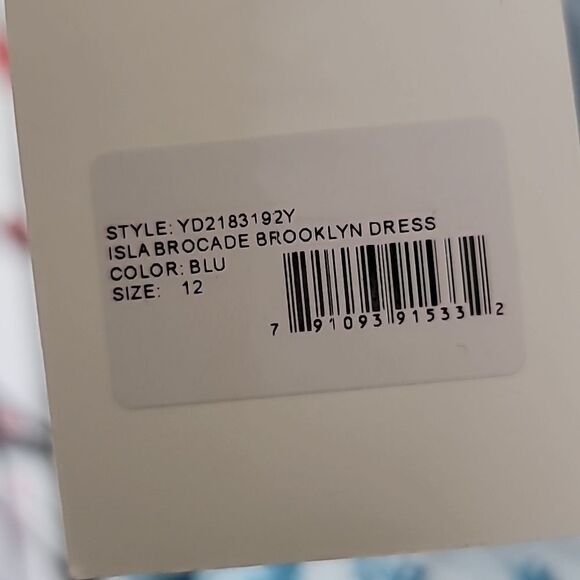 STYLE: YD2183192Y
ISLA BROCADE BROOKLYN DRESS
COLOR: BLU
SIZE: 12
7 91093 91533 2